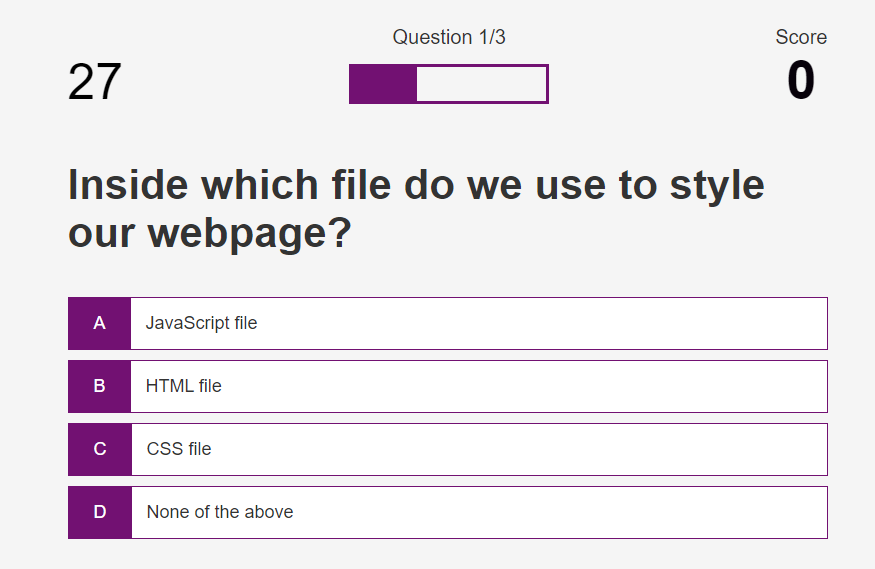 Question 1/3
Score
27
0
Inside which file do we use to style
our webpage?
A JavaScript file
B HTML file
C CSS file
D None of the above